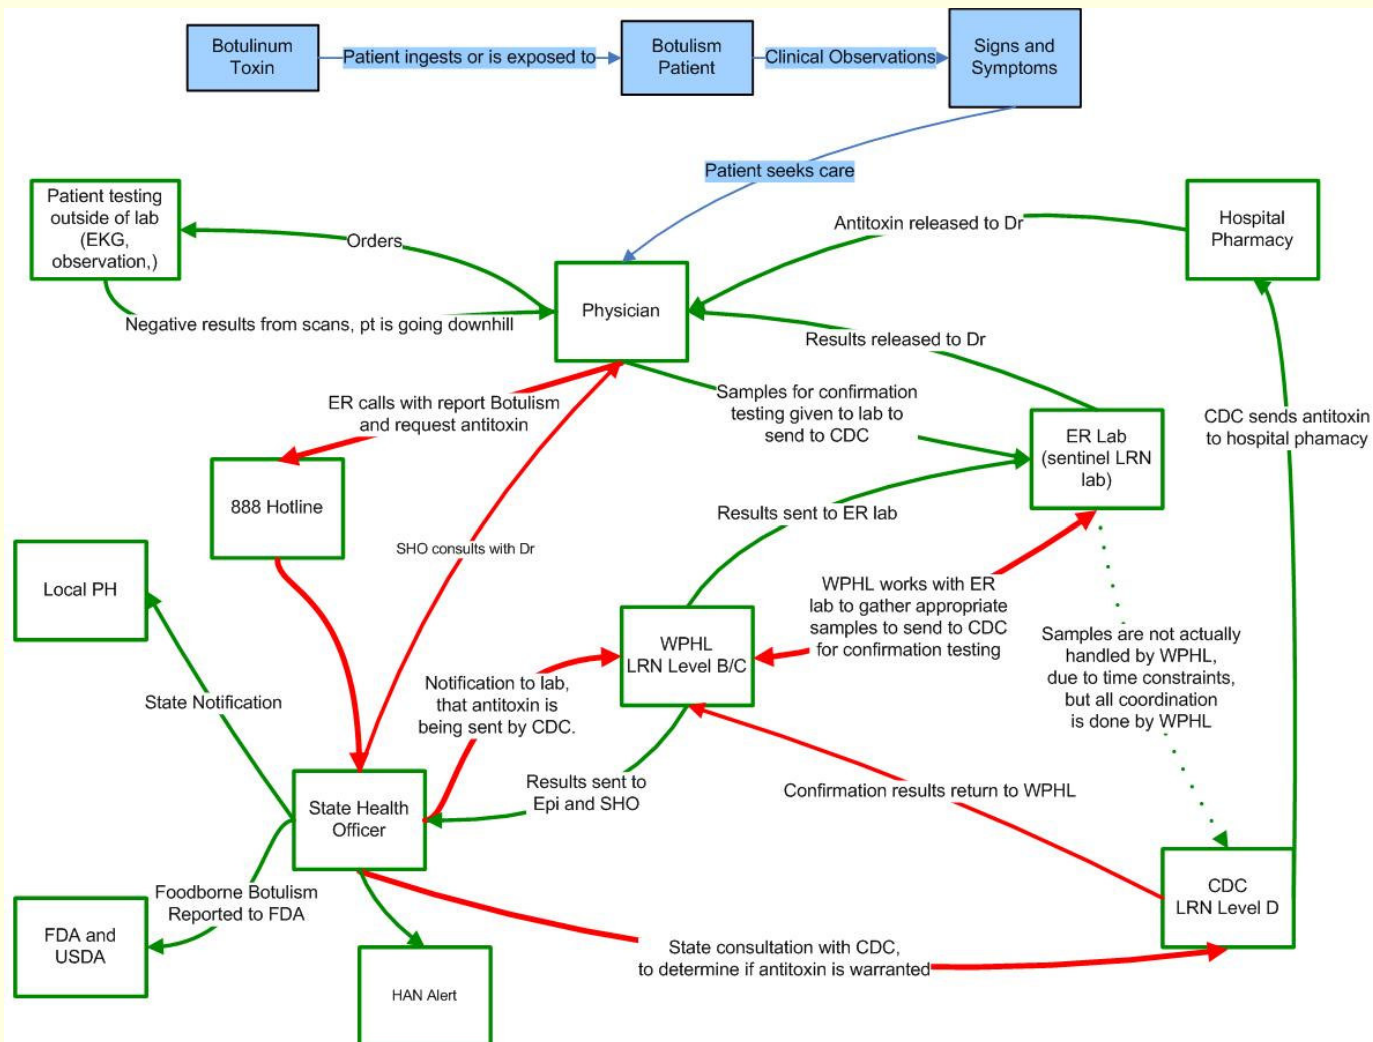 Botulinum
Toxin
Patient ingests or is exposed to
Botulism
Patient
Clinical Observations
Signs and
Symptoms
Patient seeks care
Patient testing
outside of lab
(EKG,
observation,)
Orders
Negative results from scans, pt is going downhill
Physician
Antitoxin released to Dr
Hospital
Pharmacy
Results released to Dr
ER calls with report Botulism
and request antitoxin
Samples for confirmation
testing given to lab to
send to CDC
ER Lab
(sentinel LRN
lab)
CDC sends antitoxin
to hospital phamacy
888 Hotline
SHO consults with Dr
Results sent to ER lab
Local PH
WPHL
LRN Level B/C
WPHL works with ER
lab to gather appropriate
samples to send to CDC
for confirmation testing
Samples are not actually
handled by WPHL,
due to time constraints,
but all coordination
is done by WPHL
State Notification
Notification to lab,
that antitoxin is
being sent by CDC.
Results sent to
Epi and SHO
Confirmation results return to WPHL
State Health
Officer
CDC
LRN Level D
Foodborne Botulism
Reported to FDA
FDA and
USDA
HAN Alert
State consultation with CDC,
to determine if antitoxin is warranted